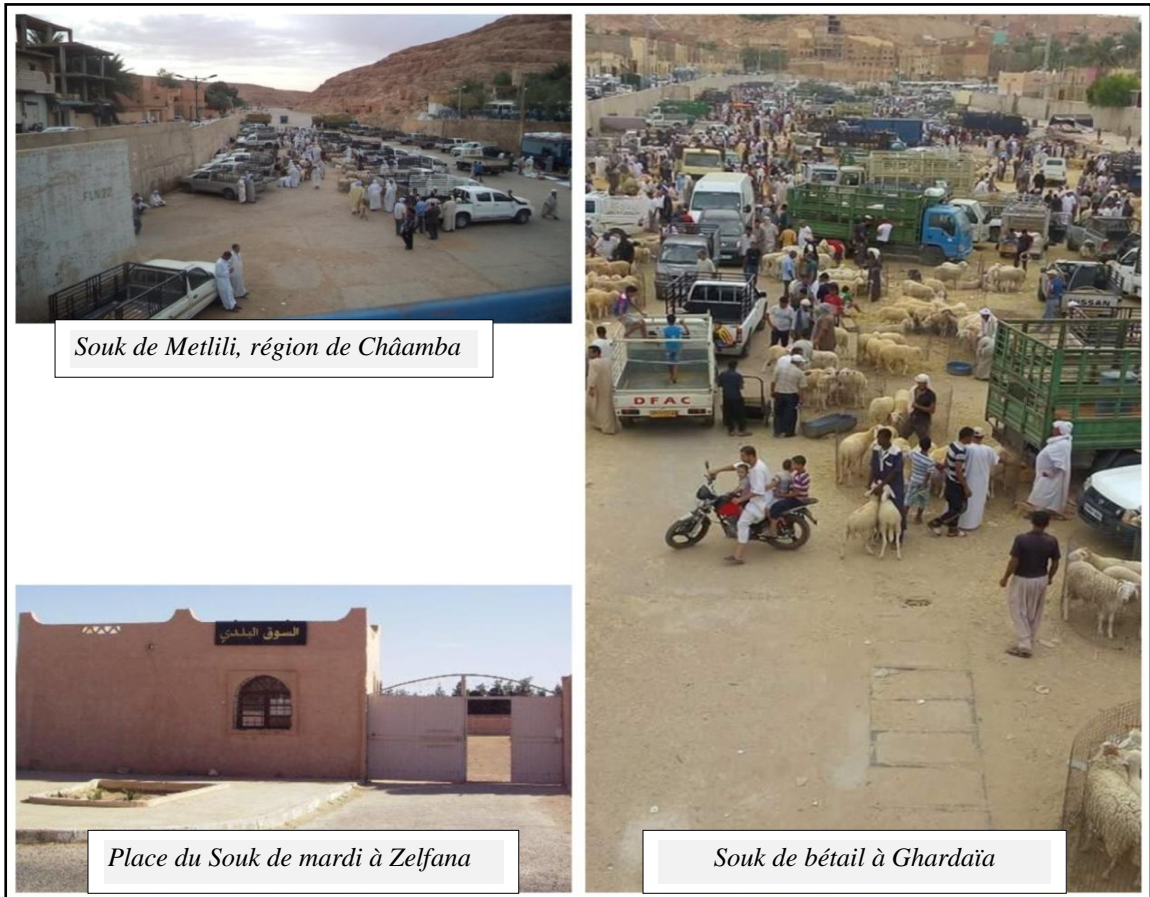 Souk de Metlili, région de Châamba
السوق البلدي
Place du Souk de mardi à Zelfana
DFAC
NISSAN
Souk de bétail à Ghardaïa